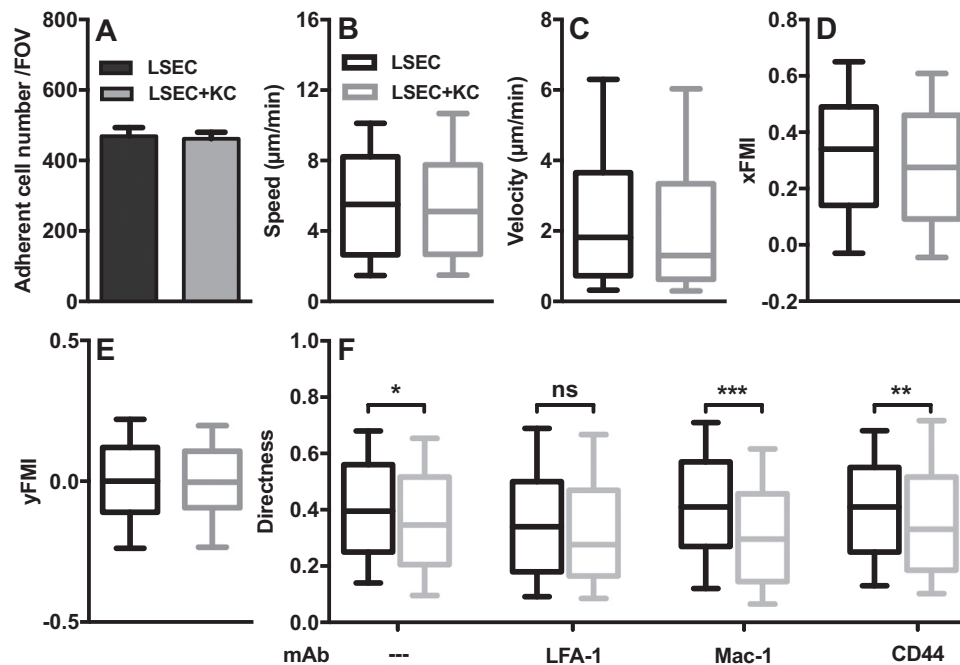 A
Adherent cell number /FOV
800
600
400
200
0
LSEC
LSEC+KC
B
Speed (µm/min)
16
12
8
4
0
LSEC
LSEC+KC
C
Velocity (µm/min)
8
6
4
2
0
D
xFMI
0.8
0.6
0.4
0.2
0.0
-0.2
E
yFMI
0.5
0.0
-0.5
F
Directness
1.0
0.8
0.6
0.4
0.2
0.0
*
ns
***
**
mAb --- LFA-1 Mac-1 CD44